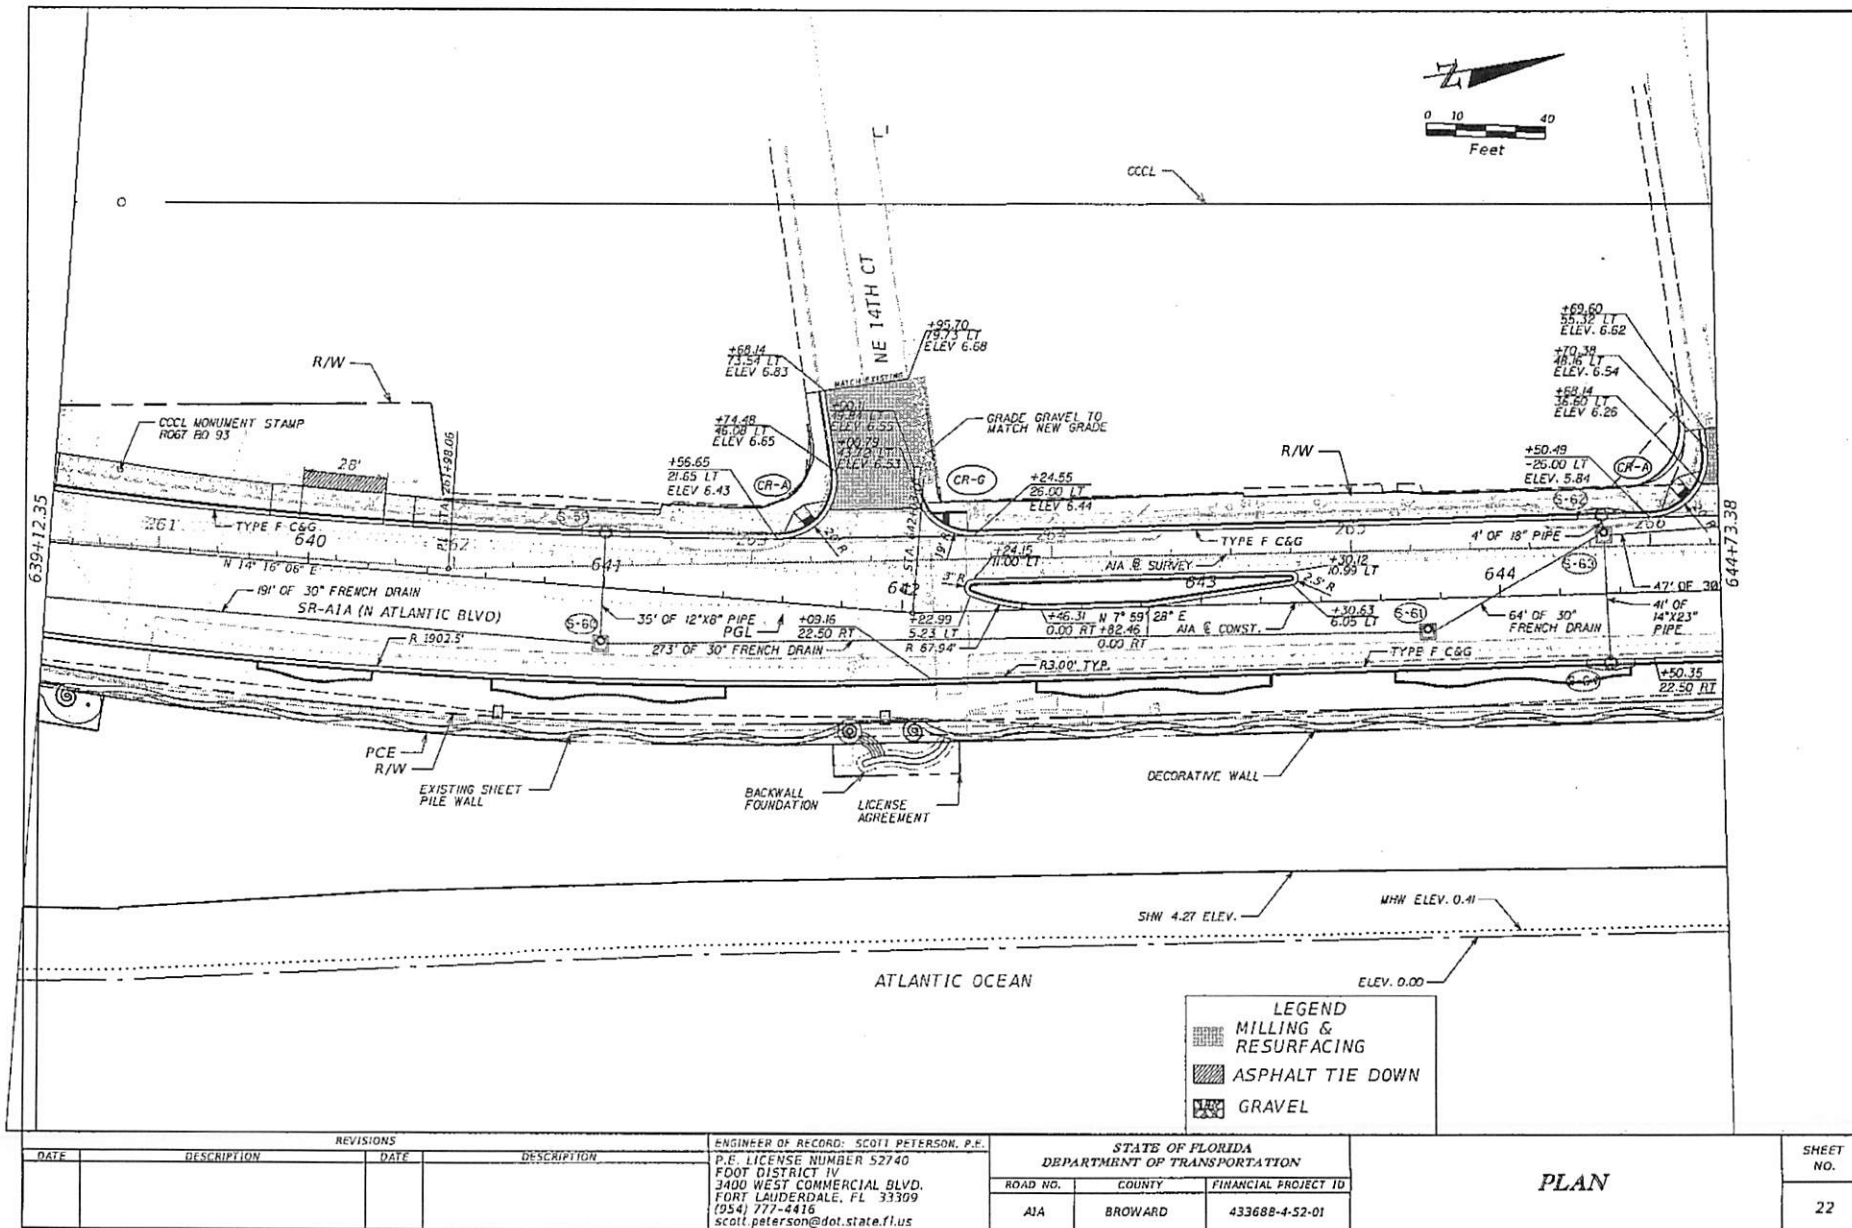 N
0 10 40
Feet
CCCL
NE 14TH CT
R/W
CCCL MONUMENT STAMP
R067 BO 93
28'
+68.14
73.54 LT
ELEV 6.83
+95.70
79.73 LT
ELEV 6.68
MATCH EXISTING
+74.48
46.08 LT
ELEV 6.65
+00.79
43.72 LT
ELEV 6.53
+56.65
21.65 LT
ELEV 6.43
CR-A
CR-G
GRADE GRAVEL TO
MATCH NEW GRADE
+24.55
26.00 LT
ELEV 6.44
R/W
+69.60
55.32 LT
ELEV. 6.62
+70.38
48.16 LT
ELEV. 6.54
+68.14
36.60 LT
ELEV 6.26
+50.49
-26.00 LT
ELEV. 5.84
CR-A
S-62
639+12.35
644+73.38
261
TYPE F C&G
640
S-59
641
642
19' R
TYPE F C&G
4' OF 18" PIPE
S-63
N 14° 16' 06" E
191' OF 30" FRENCH DRAIN
SR-A1A (N ATLANTIC BLVD)
R 1902.5'
S-60
35' OF 12"X8" PIPE
PGL
273' OF 30" FRENCH DRAIN
+24.15
11.00 LT
3' R
A1A B SURVEY
643
+30.12
10.99 LT
2.5' R
644
47' OF 30
+09.16
22.50 RT
+22.99
5.23 LT
R 67.94'
+46.31
0.00 RT
N 7° 59' 28" E
+82.46
0.00 RT
A1A CL CONST.
+30.63
6.05 LT
S-61
64' OF 30"
FRENCH DRAIN
41' OF
14"X23"
PIPE
R3.00' TYP.
TYPE F C&G
+50.35
22.50 RT
PCE
R/W
EXISTING SHEET
PILE WALL
BACKWALL
FOUNDATION
LICENSE
AGREEMENT
DECORATIVE WALL
SHW 4.27 ELEV.
MHW ELEV. 0.41
ATLANTIC OCEAN
ELEV. 0.00
LEGEND
MILLING &
RESURFACING
ASPHALT TIE DOWN
GRAVEL
REVISIONS
DATE DESCRIPTION DATE DESCRIPTION
ENGINEER OF RECORD: SCOTT PETERSON, P.E.
P.E. LICENSE NUMBER 52740
FDOT DISTRICT IV
3400 WEST COMMERCIAL BLVD.
FORT LAUDERDALE, FL 33309
(954) 777-4416
scott.peterson@dot.state.fl.us
STATE OF FLORIDA
DEPARTMENT OF TRANSPORTATION
ROAD NO. COUNTY FINANCIAL PROJECT ID
A1A BROWARD 433688-4-52-01
PLAN
SHEET
NO.
22